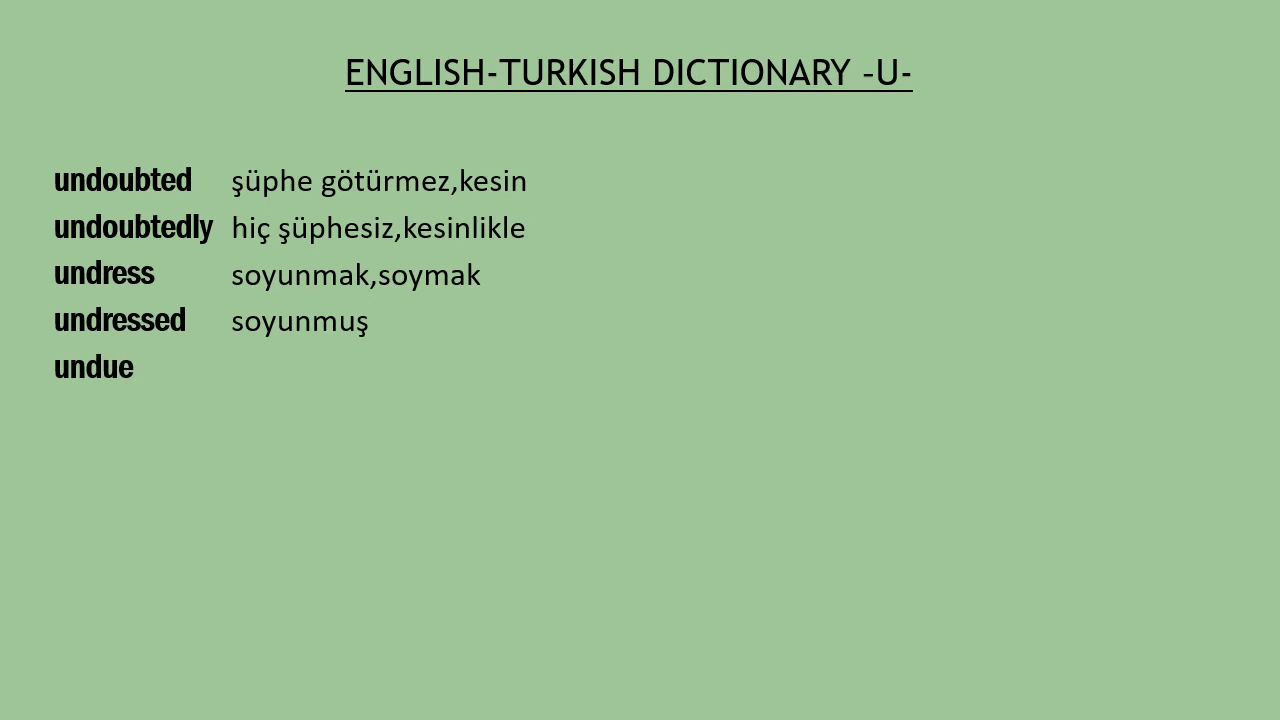 ENGLISH-TURKISH DICTIONARY –U-
undoubted şüphe götürmez,kesin
undoubtedly hiç şüphesiz,kesinlikle
undress soyunmak,soymak
undressed soyunmuş
undue